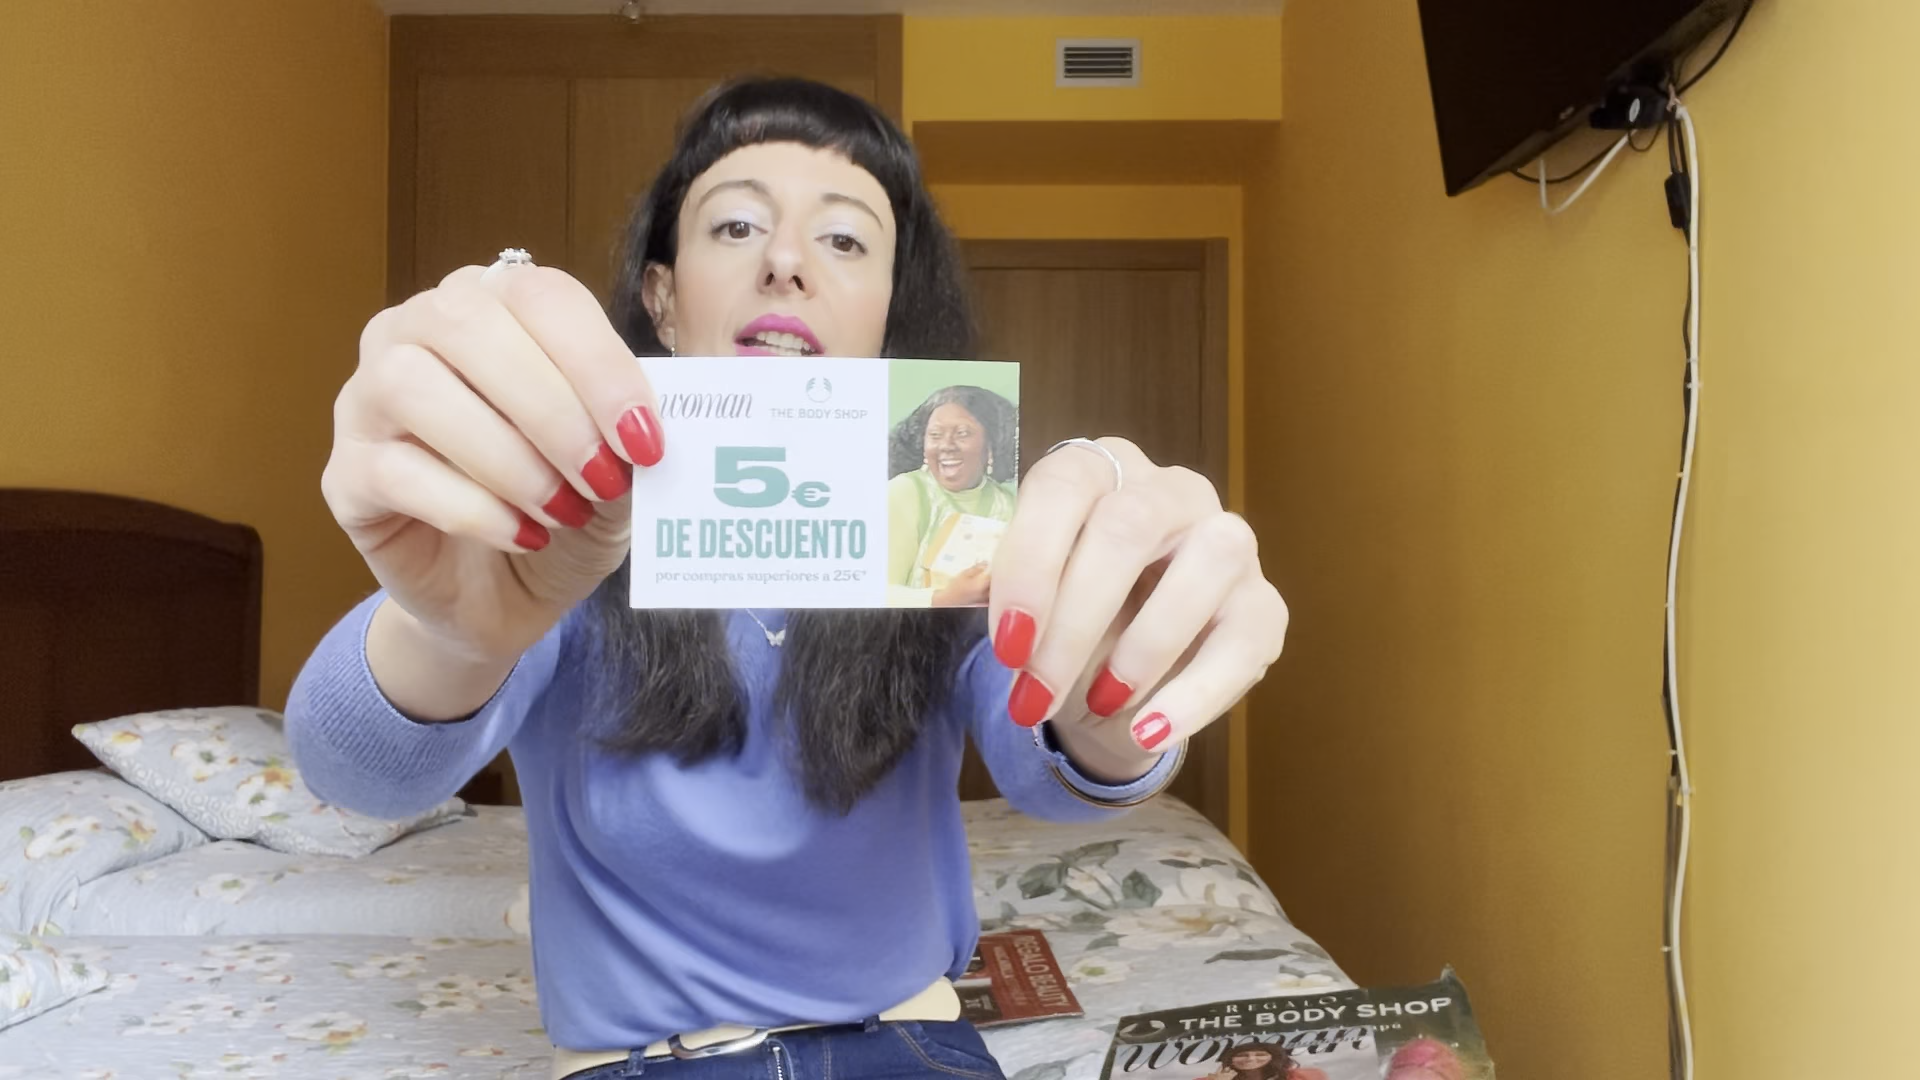 woman
THE BODY SHOP
5€
DE DESCUENTO
por compras superiores a 25€*
REGALO BEAUTY
- REGALO -
THE BODY SHOP
woman